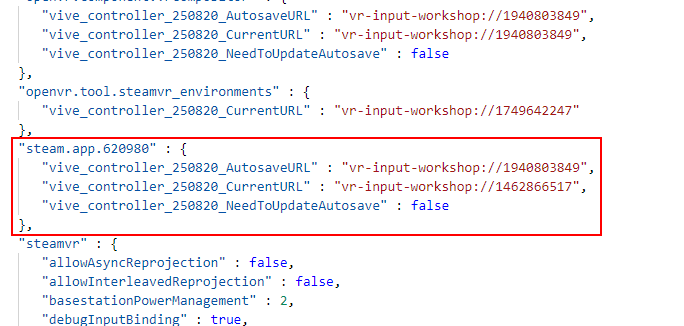 "vive_controller_250820_AutosaveURL" : "vr-input-workshop://1940803849",
"vive_controller_250820_CurrentURL" : "vr-input-workshop://1940803849",
"vive_controller_250820_NeedToUpdateAutosave" : false
},
"openvr.tool.steamvr_environments" : {
"vive_controller_250820_CurrentURL" : "vr-input-workshop://1749642247"
},
"steam.app.620980" : {
"vive_controller_250820_AutosaveURL" : "vr-input-workshop://1940803849",
"vive_controller_250820_CurrentURL" : "vr-input-workshop://1462866517",
"vive_controller_250820_NeedToUpdateAutosave" : false
},
"steamvr" : {
"allowAsyncReprojection" : false,
"allowInterleavedReprojection" : false,
"basestationPowerManagement" : 2,
"debugInputBinding" : true,